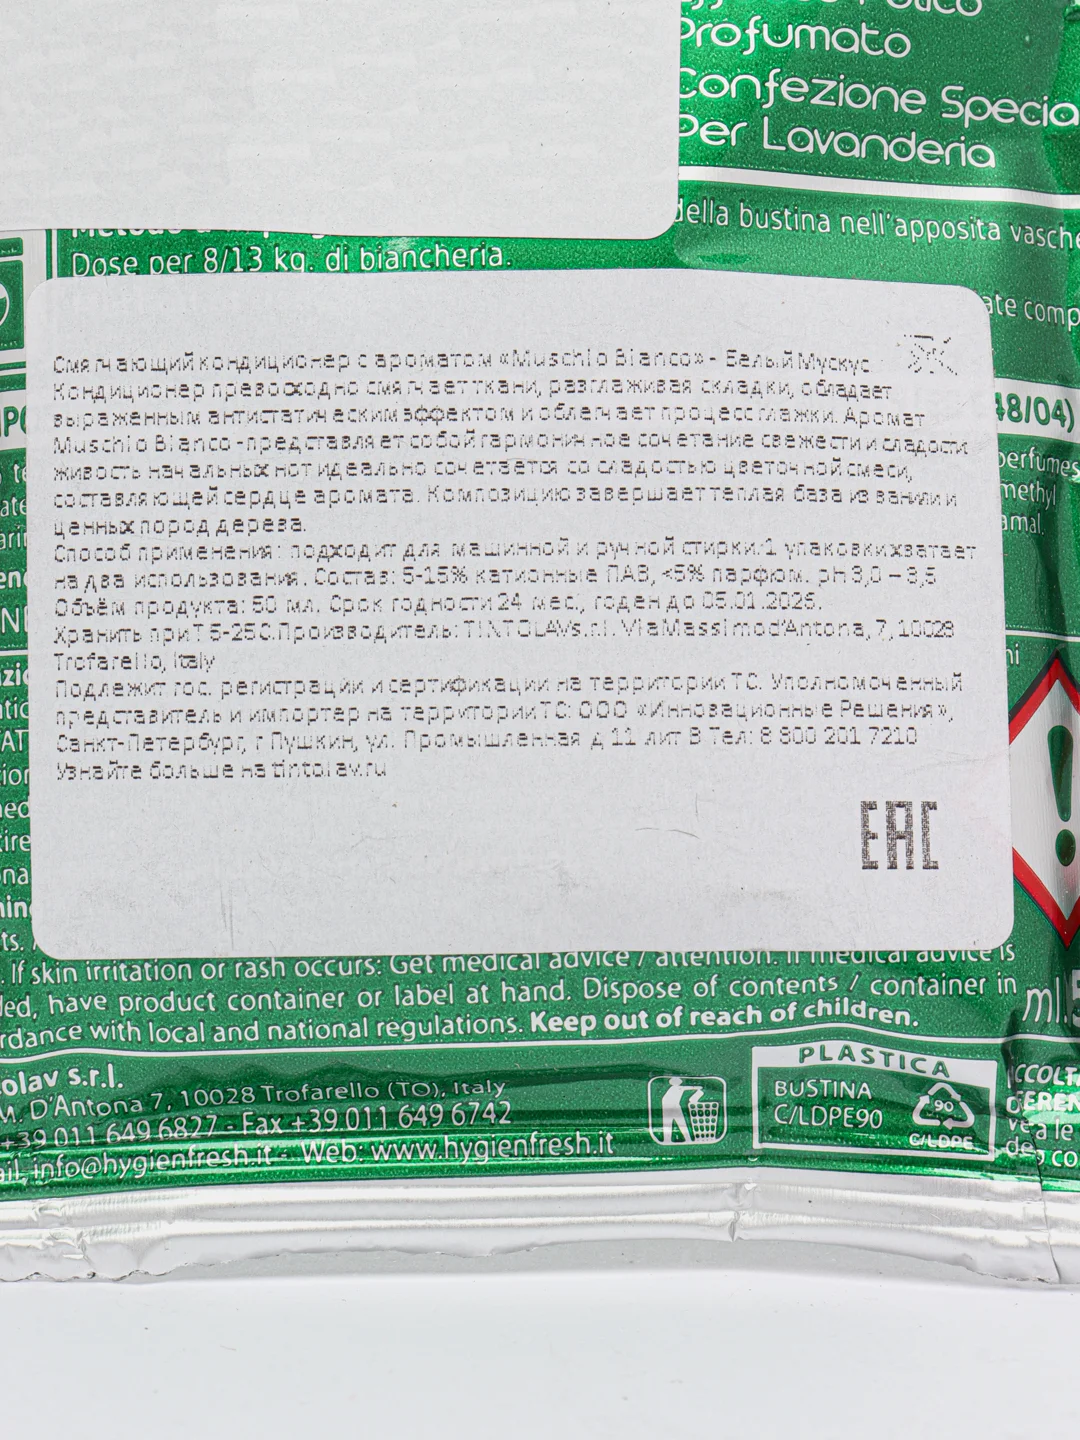 Profumato
Confezione Specia
Per Lavanderia
della bustina nell'apposita vasche
Dose per 8/13 kg. di biancheria.
ate comp
Смягчающий кондиционер с ароматом «Muschio Bianco» - Белый Мускус
Кондиционер превосходно смягчает ткани, разглаживая складки, обладает
48/04)
выраженным антистатическим эффектом и облегчает процесс глажки. Аромат
Muschio Bianco - представляет собой гармоничное сочетание свежести и сладости
perfumes
живость начальных нот идеально сочетается со сладостью цветочной смеси,
methyl
составляющей сердце аромата. Композицию завершает теплая база из ванили и
amal.
ценных пород дерева.
Способ применения: подходит для машинной и ручной стирки.1 упаковки хватает
на два использования. Состав: 5-15% катионные ПАВ, <5% парфюм. ph 3,0 – 3,5
Объём продукта: 50 мл. Срок годности 24 мес., годен до 05.01.2026.
Хранить при Т 5-25С.Производитель: TINTOLAV s.r.l. Via Massimo d'Antona, 7, 10028
Trofarello, Italy
Подлежит гос. регистрации и сертификации на территории ТС. Уполномоченный
представитель и импортер на территории ТС: ООО «Инновационные Решения»,
Санкт-Петербург, г Пушкин, ул. Промышленная д 11 лит В Тел: 8 800 201 7210
Узнайте больше на tintolav.ru
EAC
ts.
. If skin irritation or rash occurs: Get medical advice / attention. If medical advice is
ded, have product container or label at hand. Dispose of contents / container in
rdance with local and national regulations. Keep out of reach of children.
ml 5
olav s.r.l.
M. D'Antona 7, 10028 Trofarello (TO), Italy
+39 011 649 6827 - Fax +39 011 649 6742
ail. info@hygienfresh.it - Web: www.hygienfresh.it
PLASTICA
BUSTINA
C/LDPE90
90
C/LDPE